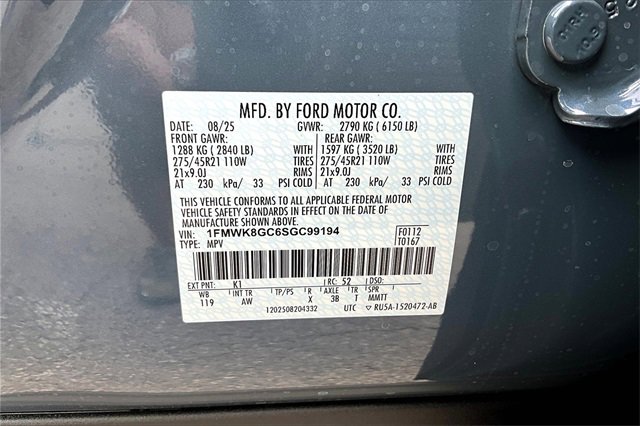 MFD. BY FORD MOTOR CO.
DATE: 08/25 GVWR: 2790 KG ( 6150 LB)
FRONT GAWR: REAR GAWR:
1288 KG ( 2840 LB) WITH 1597 KG ( 3520 LB) WITH
275/45R21 110W TIRES 275/45R21 110W TIRES
21x9.0J RIMS 21x9.0J RIMS
AT 230 kPa/ 33 PSI COLD AT 230 kPa/ 33 PSI COLD
THIS VEHICLE CONFORMS TO ALL APPLICABLE FEDERAL MOTOR
VEHICLE SAFETY AND THEFT PREVENTION STANDARDS IN EFFECT ON THE DATE OF
MANUFACTURE SHOWN ABOVE.
VIN: 1FMWK8GC6SGC99194 F0112
TYPE: MPV T0167
EXT PNT: K1 RC: 52 DSO:
WB INT TR TP/PS R AXLE TR SPR
119 AW X 3B T MMTT
1202508204332 UTC RU5A-1520472-AB
10.9